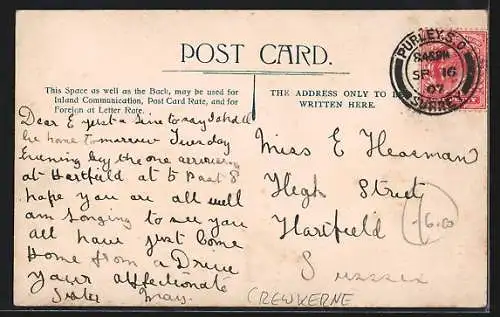 POST CARD.
This Space as well as the Back, may be used for
Inland Communication, Post Card Rate, and for
Foreign at Letter Rate.
THE ADDRESS ONLY TO BE
WRITTEN HERE.
PURLEY. S.O.
SP 16
07
SURREY
Dear E just a line to say I shall
be home tomorrow Tuesday
Evening by the one arriving
at Hartfield at 5 Past 8
hope you are all well
am longing to see you
all have just come
home from a Drive
your affectionate
Sister May
Miss E Heasman
High Street
Hartfield
Sussex
6.00
CREWKERNE